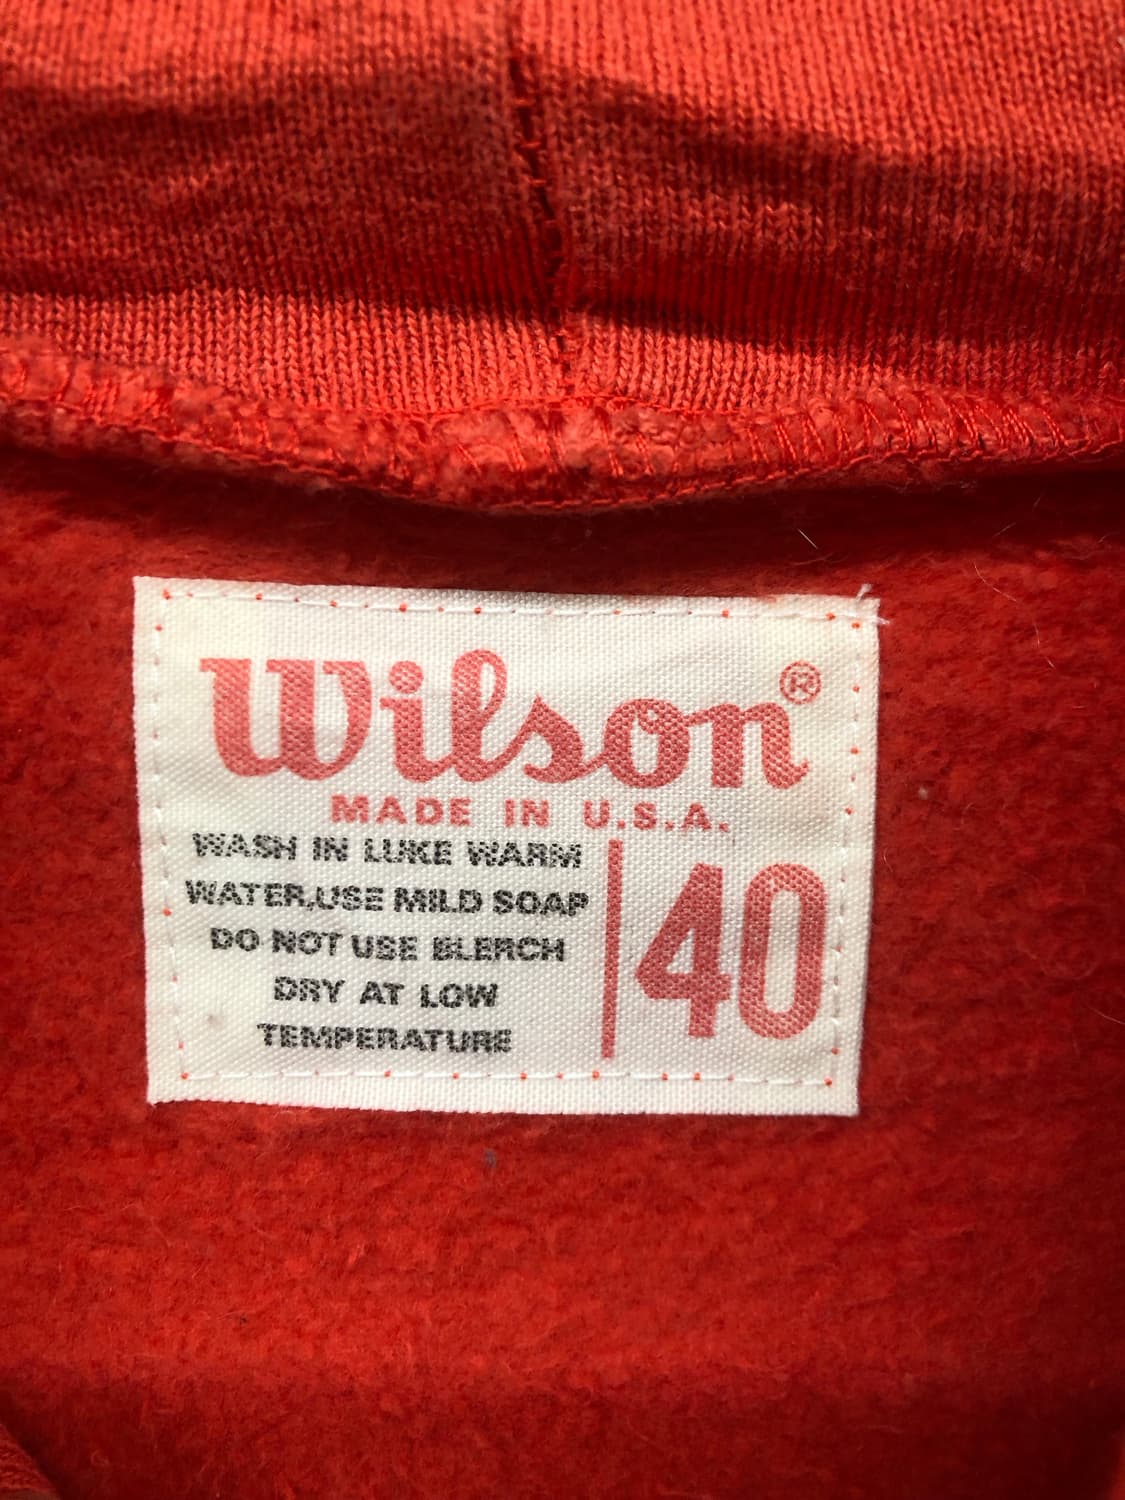 Wilson®
MADE IN U.S.A.
WASH IN LUKE WARM
WATER,USE MILD SOAP
DO NOT USE BLERCH
DRY AT LOW
TEMPERATURE
40